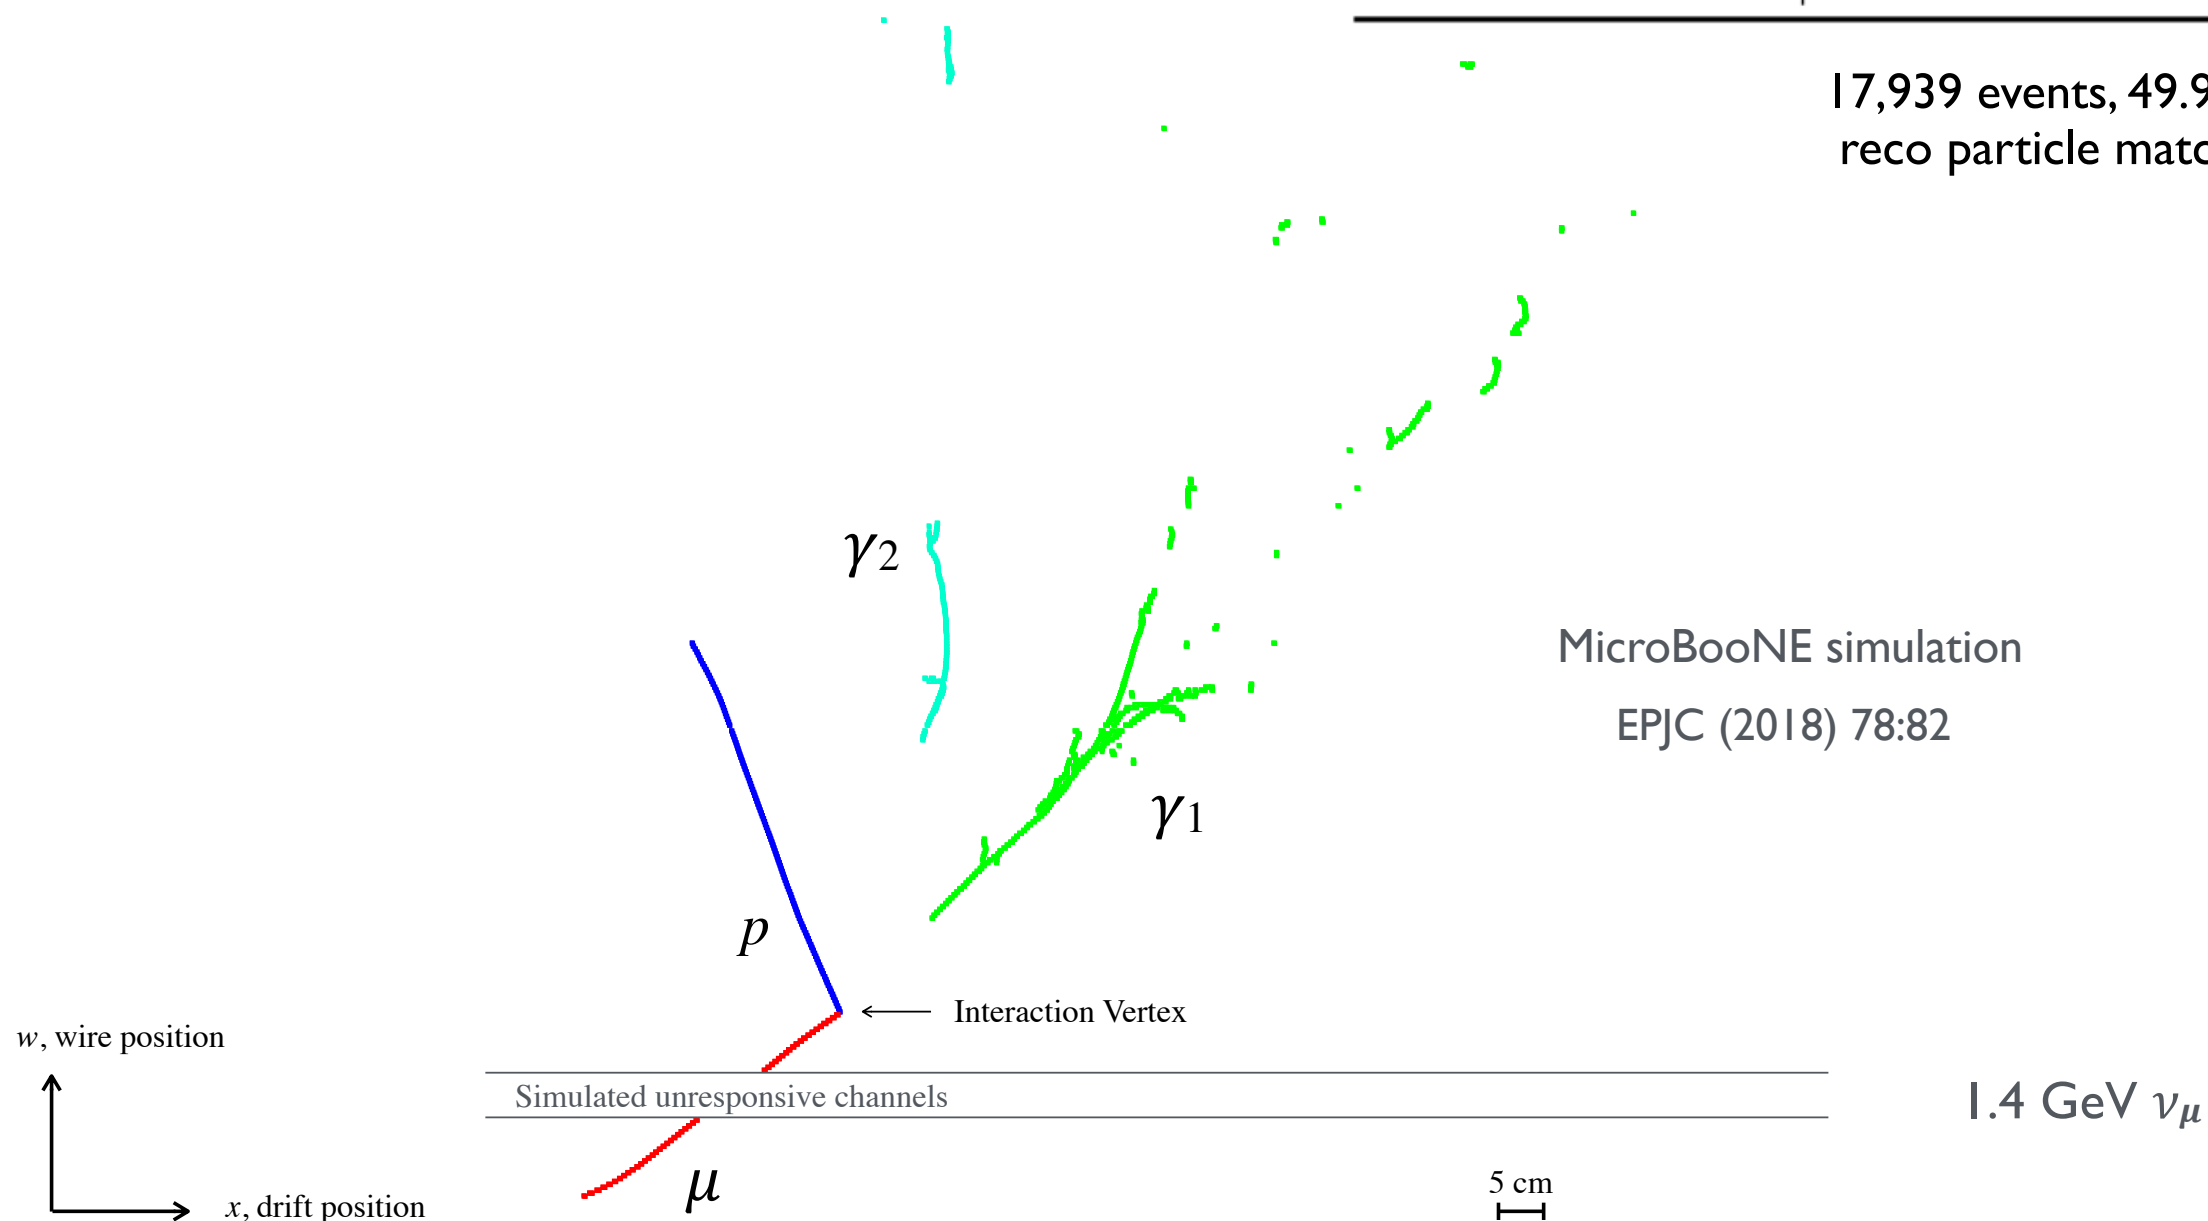 17,939 events, 49.9
reco particle matc
γ2
MicroBooNE simulation
EPJC (2018) 78:82
γ1
p
Interaction Vertex
w, wire position
Simulated unresponsive channels
1.4 GeV νμ
μ
5 cm
x, drift position